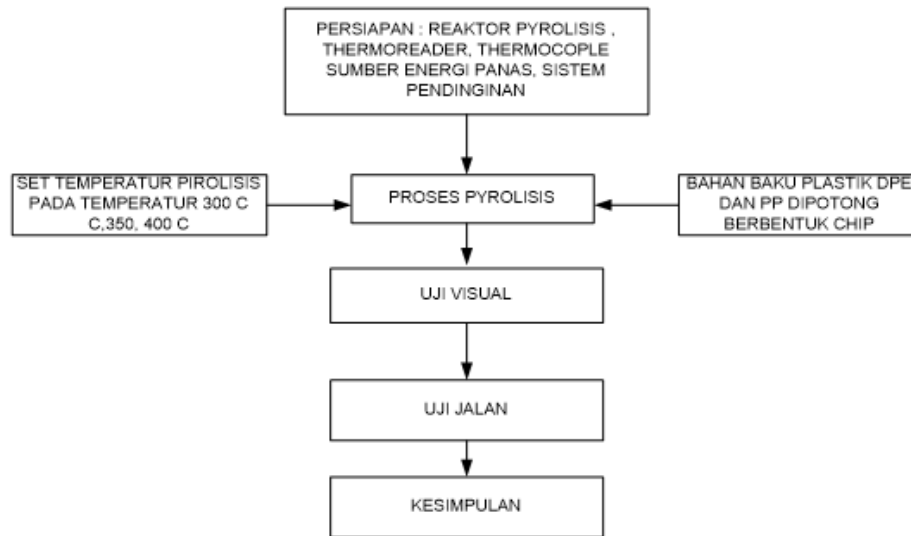 PERSIAPAN : REAKTOR PYROLISIS ,
THERMOREADER, THERMOCOPLE
SUMBER ENERGI PANAS, SISTEM
PENDINGINAN
SET TEMPERATUR PIROLISIS
PADA TEMPERATUR 300 C
C,350, 400 C
PROSES PYROLISIS
BAHAN BAKU PLASTIK DPE
DAN PP DIPOTONG
BERBENTUK CHIP
UJI VISUAL
UJI JALAN
KESIMPULAN